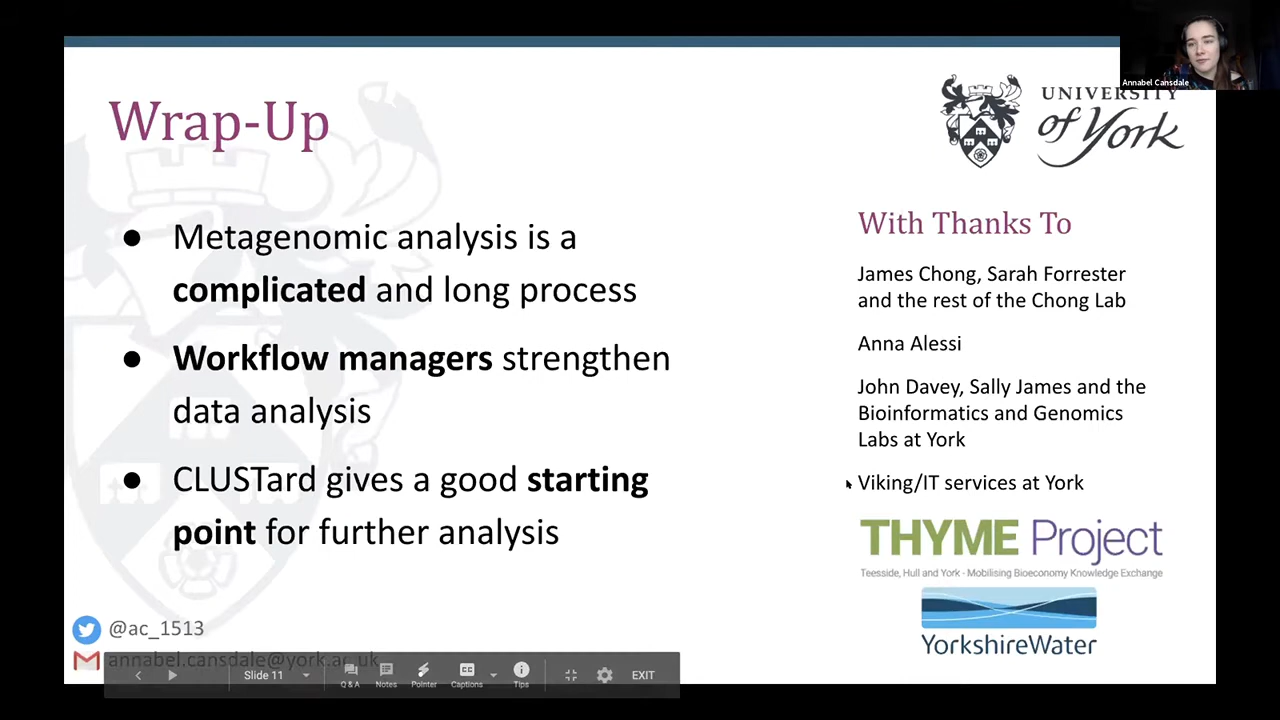 Annabel Cansdale
Wrap-Up
UNIVERSITY
of York
● Metagenomic analysis is a
complicated and long process
● Workflow managers strengthen
data analysis
● CLUSTard gives a good starting
point for further analysis
With Thanks To
James Chong, Sarah Forrester
and the rest of the Chong Lab
Anna Alessi
John Davey, Sally James and the
Bioinformatics and Genomics
Labs at York
Viking/IT services at York
THYME Project
Teesside, Hull and York - Mobilising Bioeconomy Knowledge Exchange
YorkshireWater
@ac_1513
annabel.cansdale@york.ac.uk
Slide 11
Q & A
Notes
Pointer
CC
Captions
Tips
EXIT